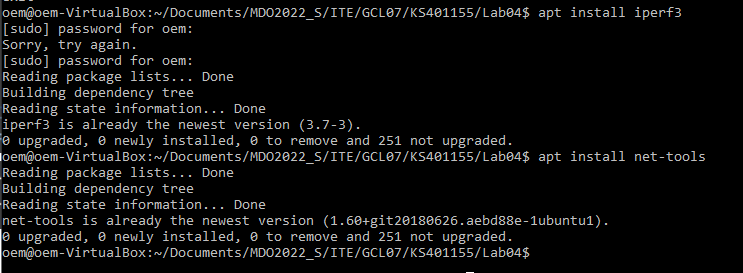 oem@oem-VirtualBox:~/Documents/MDO2022_S/ITE/GCL07/KS401155/Lab04$ apt install iperf3
[sudo] password for oem:
Sorry, try again.
[sudo] password for oem:
Reading package lists... Done
Building dependency tree
Reading state information... Done
iperf3 is already the newest version (3.7-3).
0 upgraded, 0 newly installed, 0 to remove and 251 not upgraded.
oem@oem-VirtualBox:~/Documents/MDO2022_S/ITE/GCL07/KS401155/Lab04$ apt install net-tools
Reading package lists... Done
Building dependency tree
Reading state information... Done
net-tools is already the newest version (1.60+git20180626.aebd88e-1ubuntu1).
0 upgraded, 0 newly installed, 0 to remove and 251 not upgraded.
oem@oem-VirtualBox:~/Documents/MDO2022_S/ITE/GCL07/KS401155/Lab04$